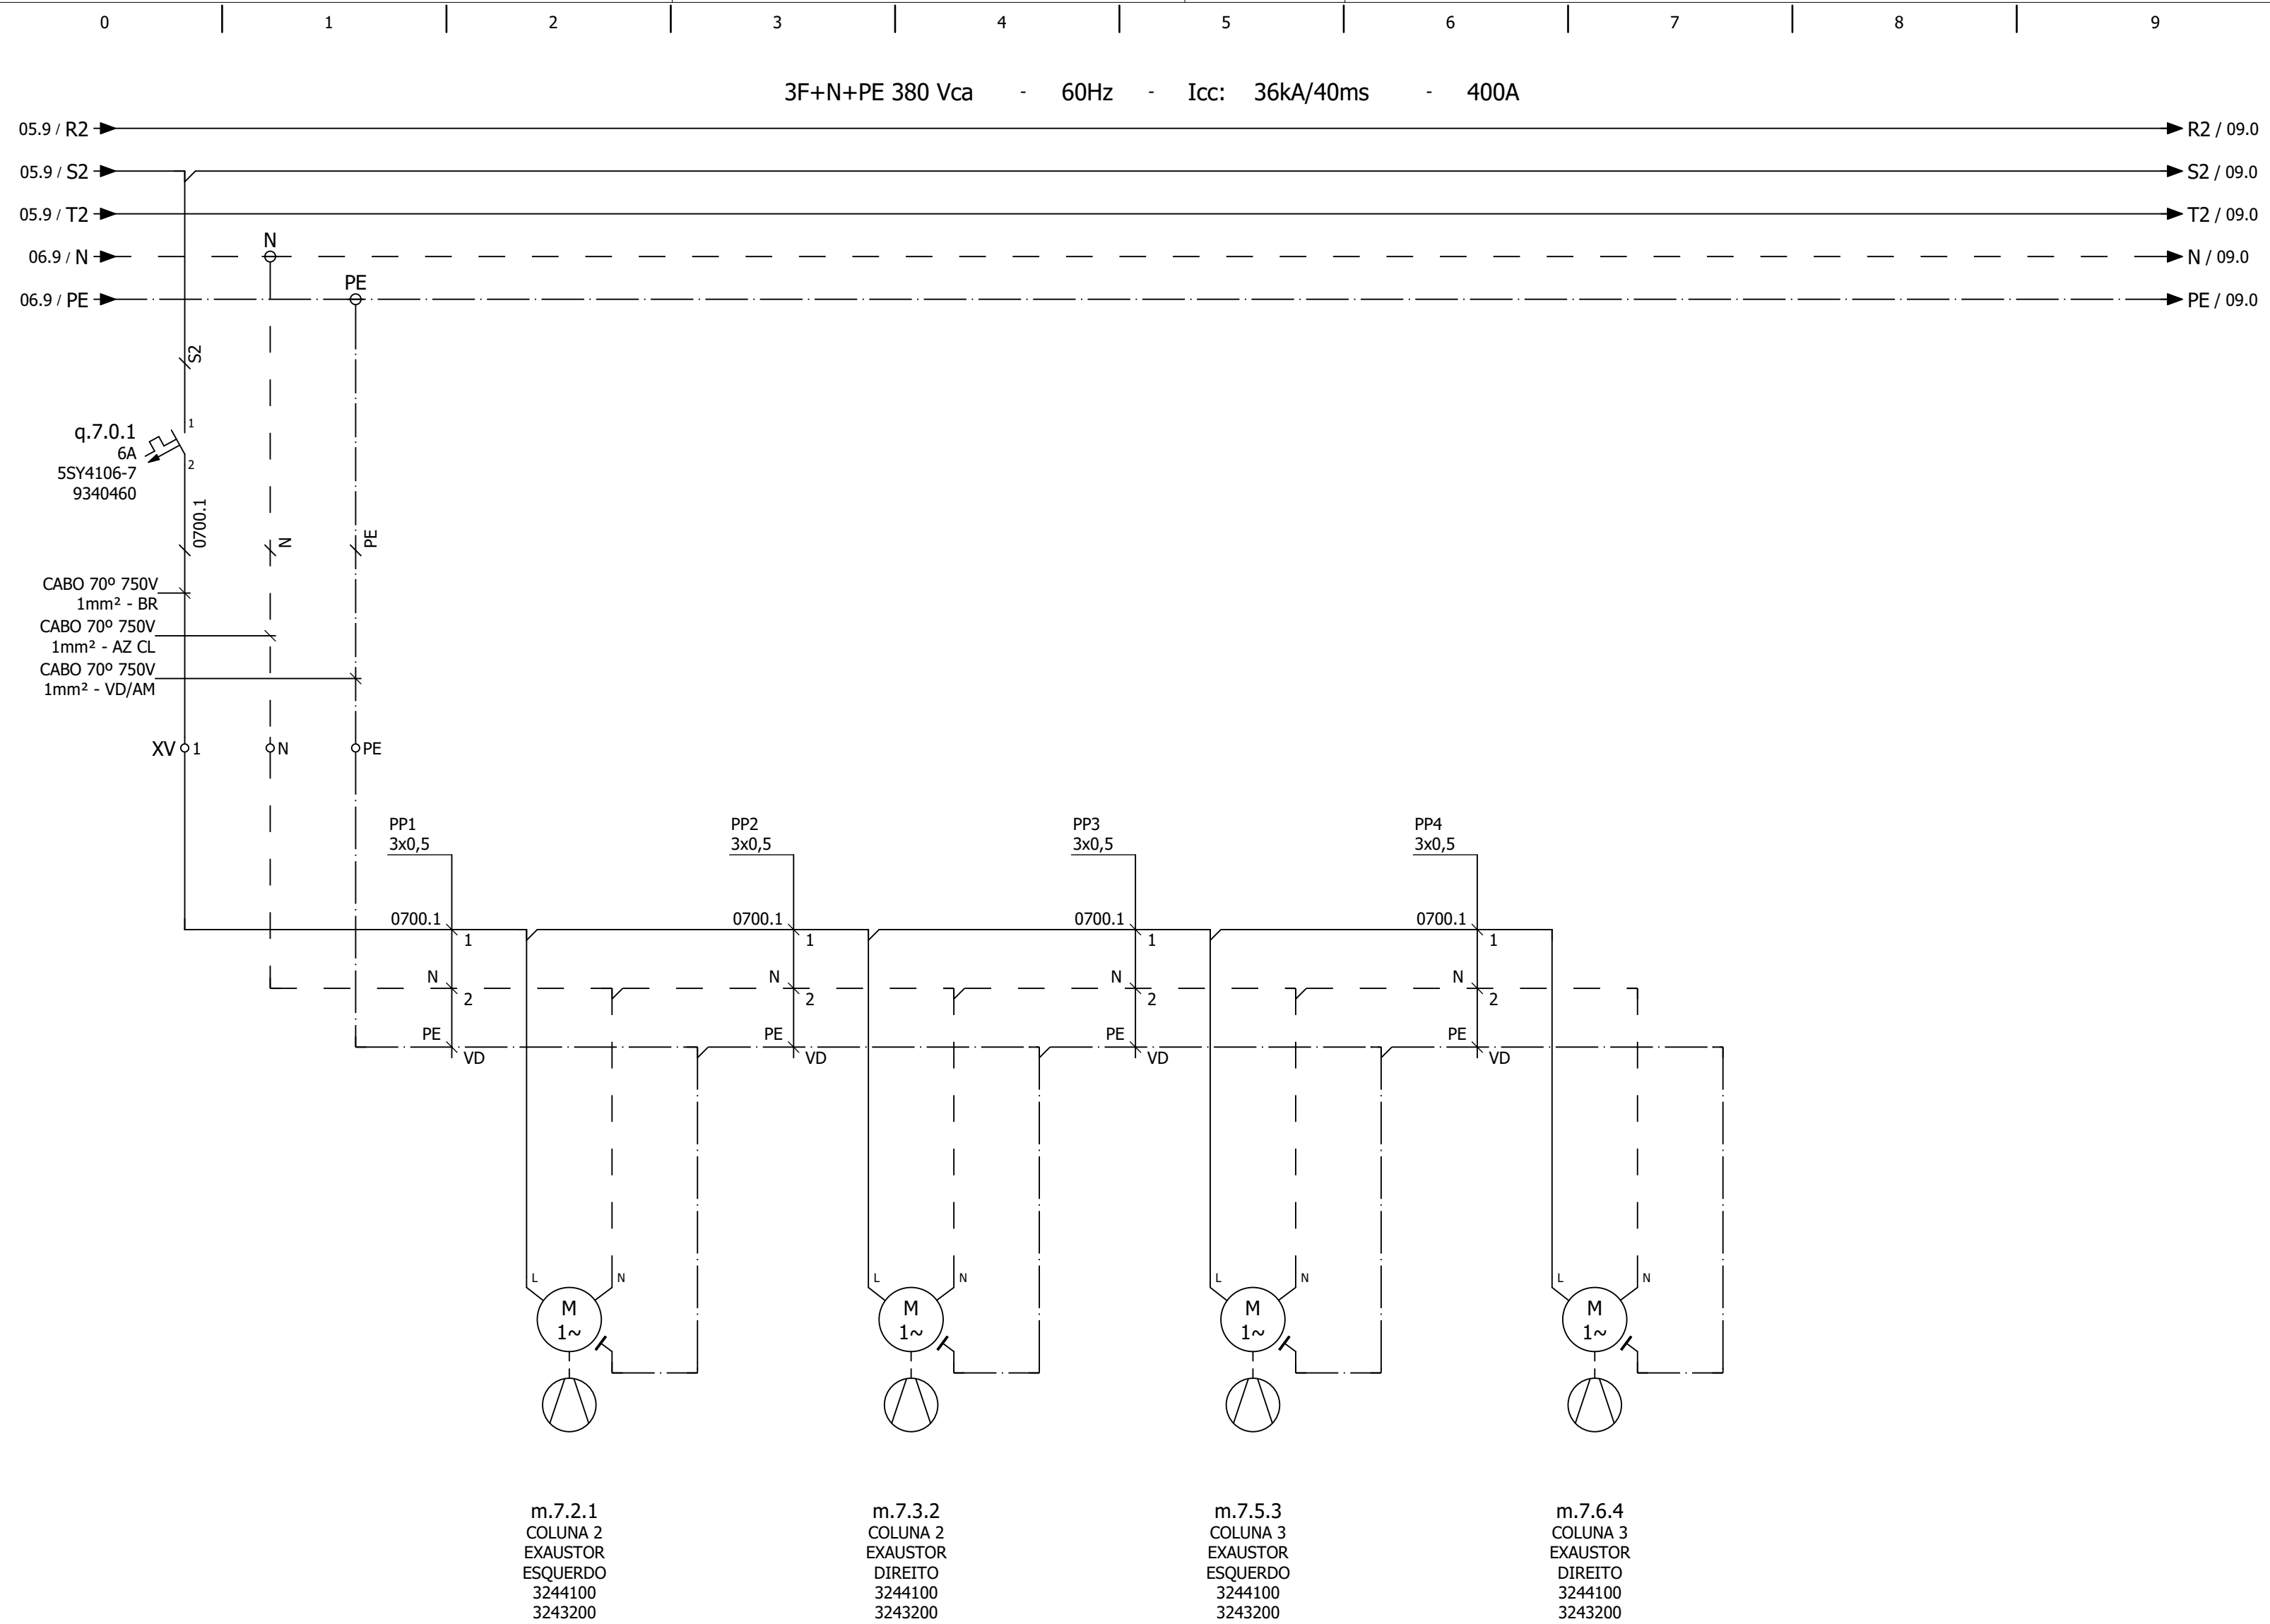 0 1 2 3 4 5 6 7 8 9
3F+N+PE 380 Vca - 60Hz - Icc: 36kA/40ms - 400A
05.9 / R2 R2 / 09.0
05.9 / S2 S2 / 09.0
05.9 / T2 T2 / 09.0
N
06.9 / N N / 09.0
PE
06.9 / PE PE / 09.0
S2
1
q.7.0.1
6A
2
5SY4106-7
9340460
0700.1
N
PE
CABO 70º 750V
1mm² - BR
CABO 70º 750V
1mm² - AZ CL
CABO 70º 750V
1mm² - VD/AM
XV 1 N PE
PP1 PP2 PP3 PP4
3x0,5 3x0,5 3x0,5 3x0,5
0700.1 0700.1 0700.1 0700.1
1 1 1 1
N N N N
2 2 2 2
PE PE PE PE
VD VD VD VD
L N L N L N L N
M M M M
1~ 1~ 1~ 1~
m.7.2.1
COLUNA 2
EXAUSTOR
ESQUERDO
3244100
3243200
m.7.3.2
COLUNA 2
EXAUSTOR
DIREITO
3244100
3243200
m.7.5.3
COLUNA 3
EXAUSTOR
ESQUERDO
3244100
3243200
m.7.6.4
COLUNA 3
EXAUSTOR
DIREITO
3244100
3243200